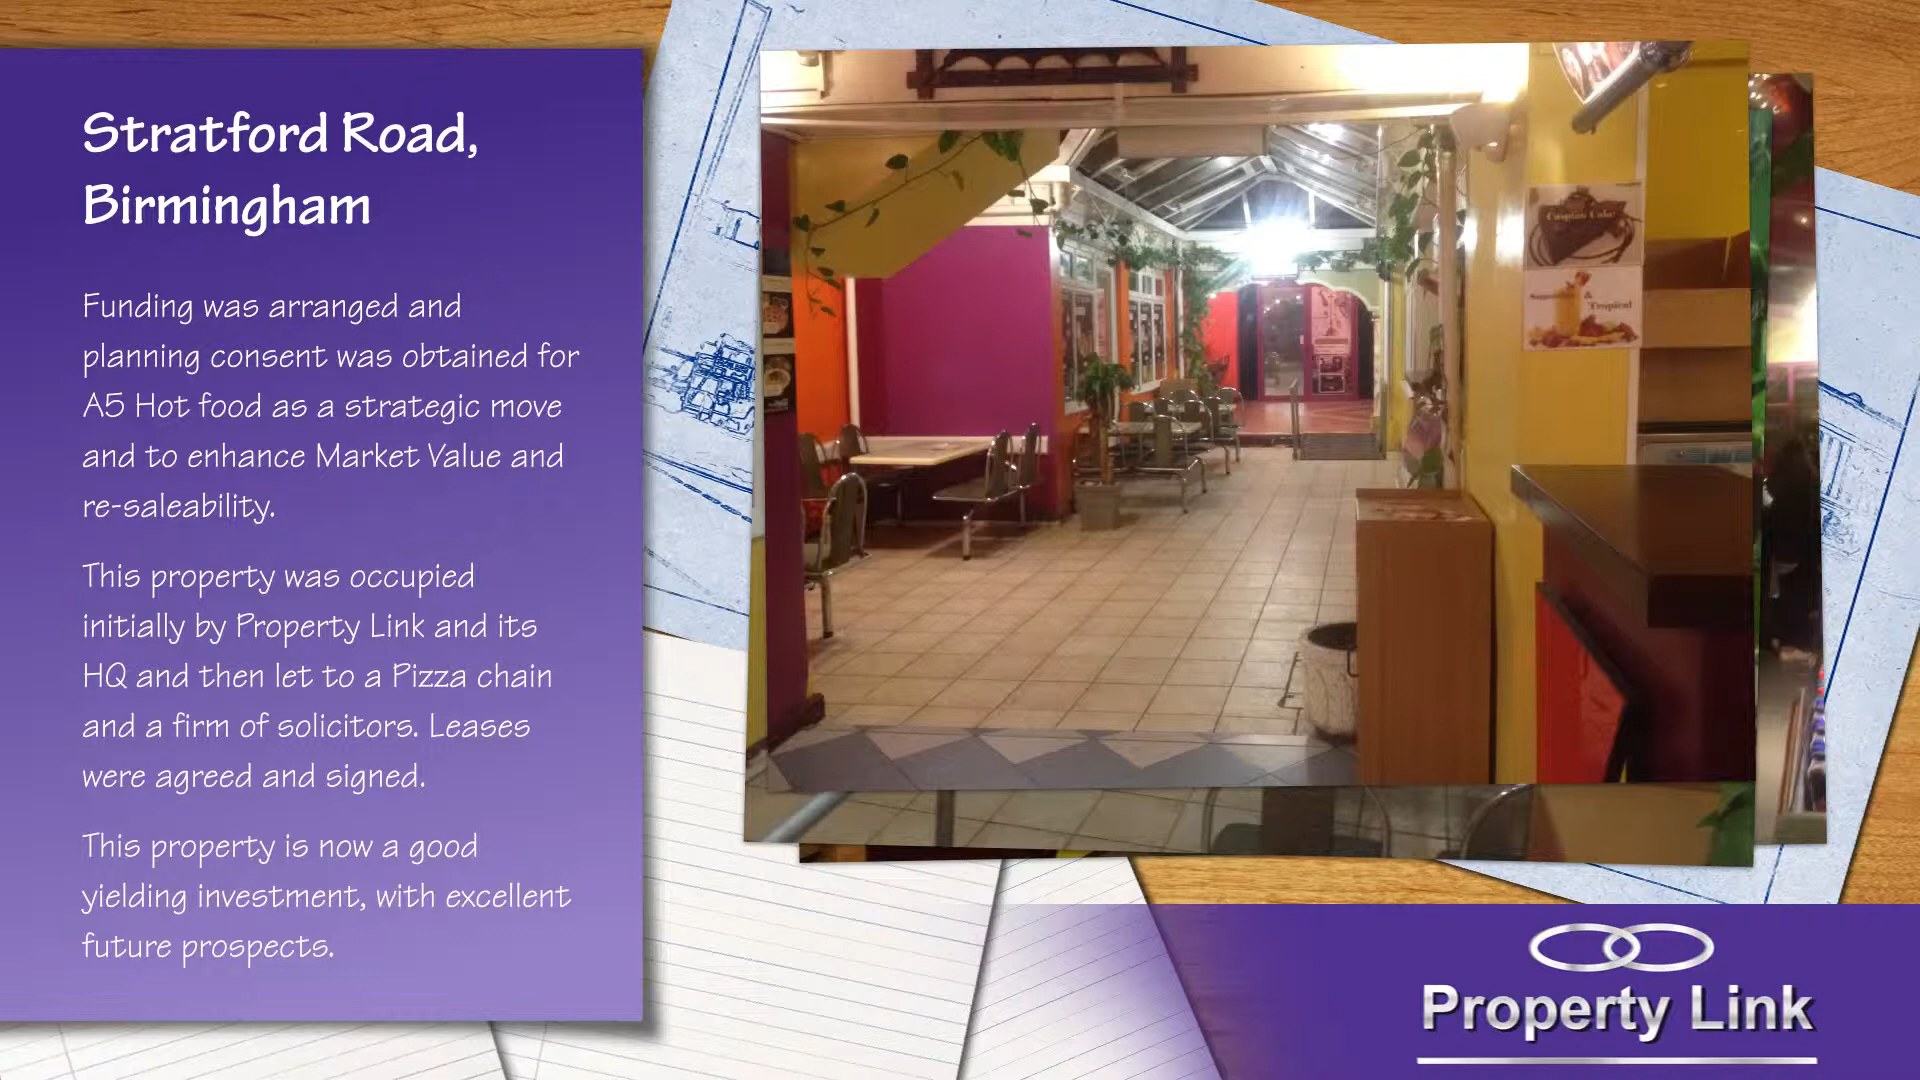 Stratford Road,
Birmingham
Funding was arranged and
planning consent was obtained for
A5 Hot food as a strategic move
and to enhance Market Value and
re-saleability.
This property was occupied
initially by Property Link and its
HQ and then let to a Pizza chain
and a firm of solicitors. Leases
were agreed and signed.
This property is now a good
yielding investment, with excellent
future prospects.
Cake
& Tropical
Property Link